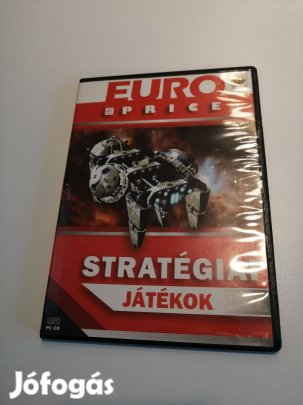 EURO
PRICE
STRATÉGIAI
JÁTÉKOK
PC CD
Jófogás